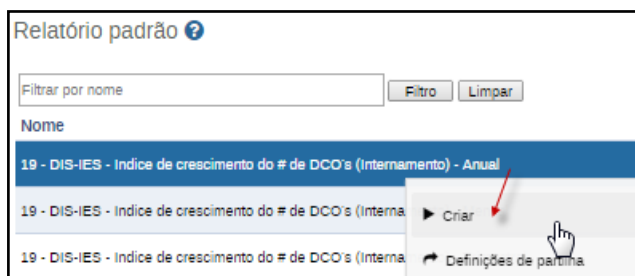 Relatório padrão ?
Filtrar por nome Filtro Limpar
Nome
19 - DIS-IES - Indice de crescimento do # de DCO's (Internamento) - Anual
19 - DIS-IES - Indice de crescimento do # de DCO's (Interna
Criar
19 - DIS-IES - Indice de crescimento do # de DCO's (Interna
Definições de partilha